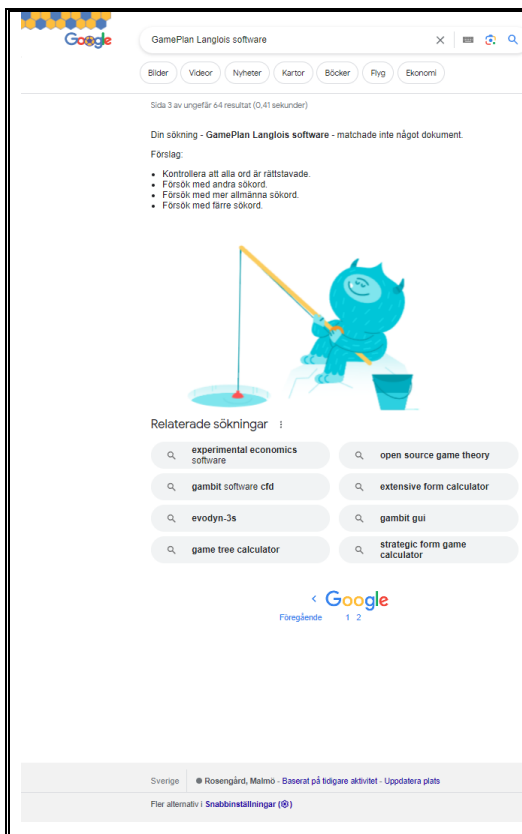 Google
GamePlan Langlois software
Bilder Videor Nyheter Kartor Böcker Flyg Ekonomi
Sida 3 av ungefär 64 resultat (0,41 sekunder)
Din sökning - GamePlan Langlois software - matchade inte något dokument.
Förslag:
Kontrollera att alla ord är rättstavade.
Försök med andra sökord.
Försök med mer allmänna sökord.
Försök med färre sökord.
Relaterade sökningar
experimental economics
software
open source game theory
gambit software cfd
extensive form calculator
evodyn-3s
gambit gui
game tree calculator
strategic form game
calculator
Google
Föregående 1 2
Sverige
Rosengård, Malmö - Baserat på tidigare aktivitet - Uppdatera plats
Fler alternativ i Snabbinställningar ( )